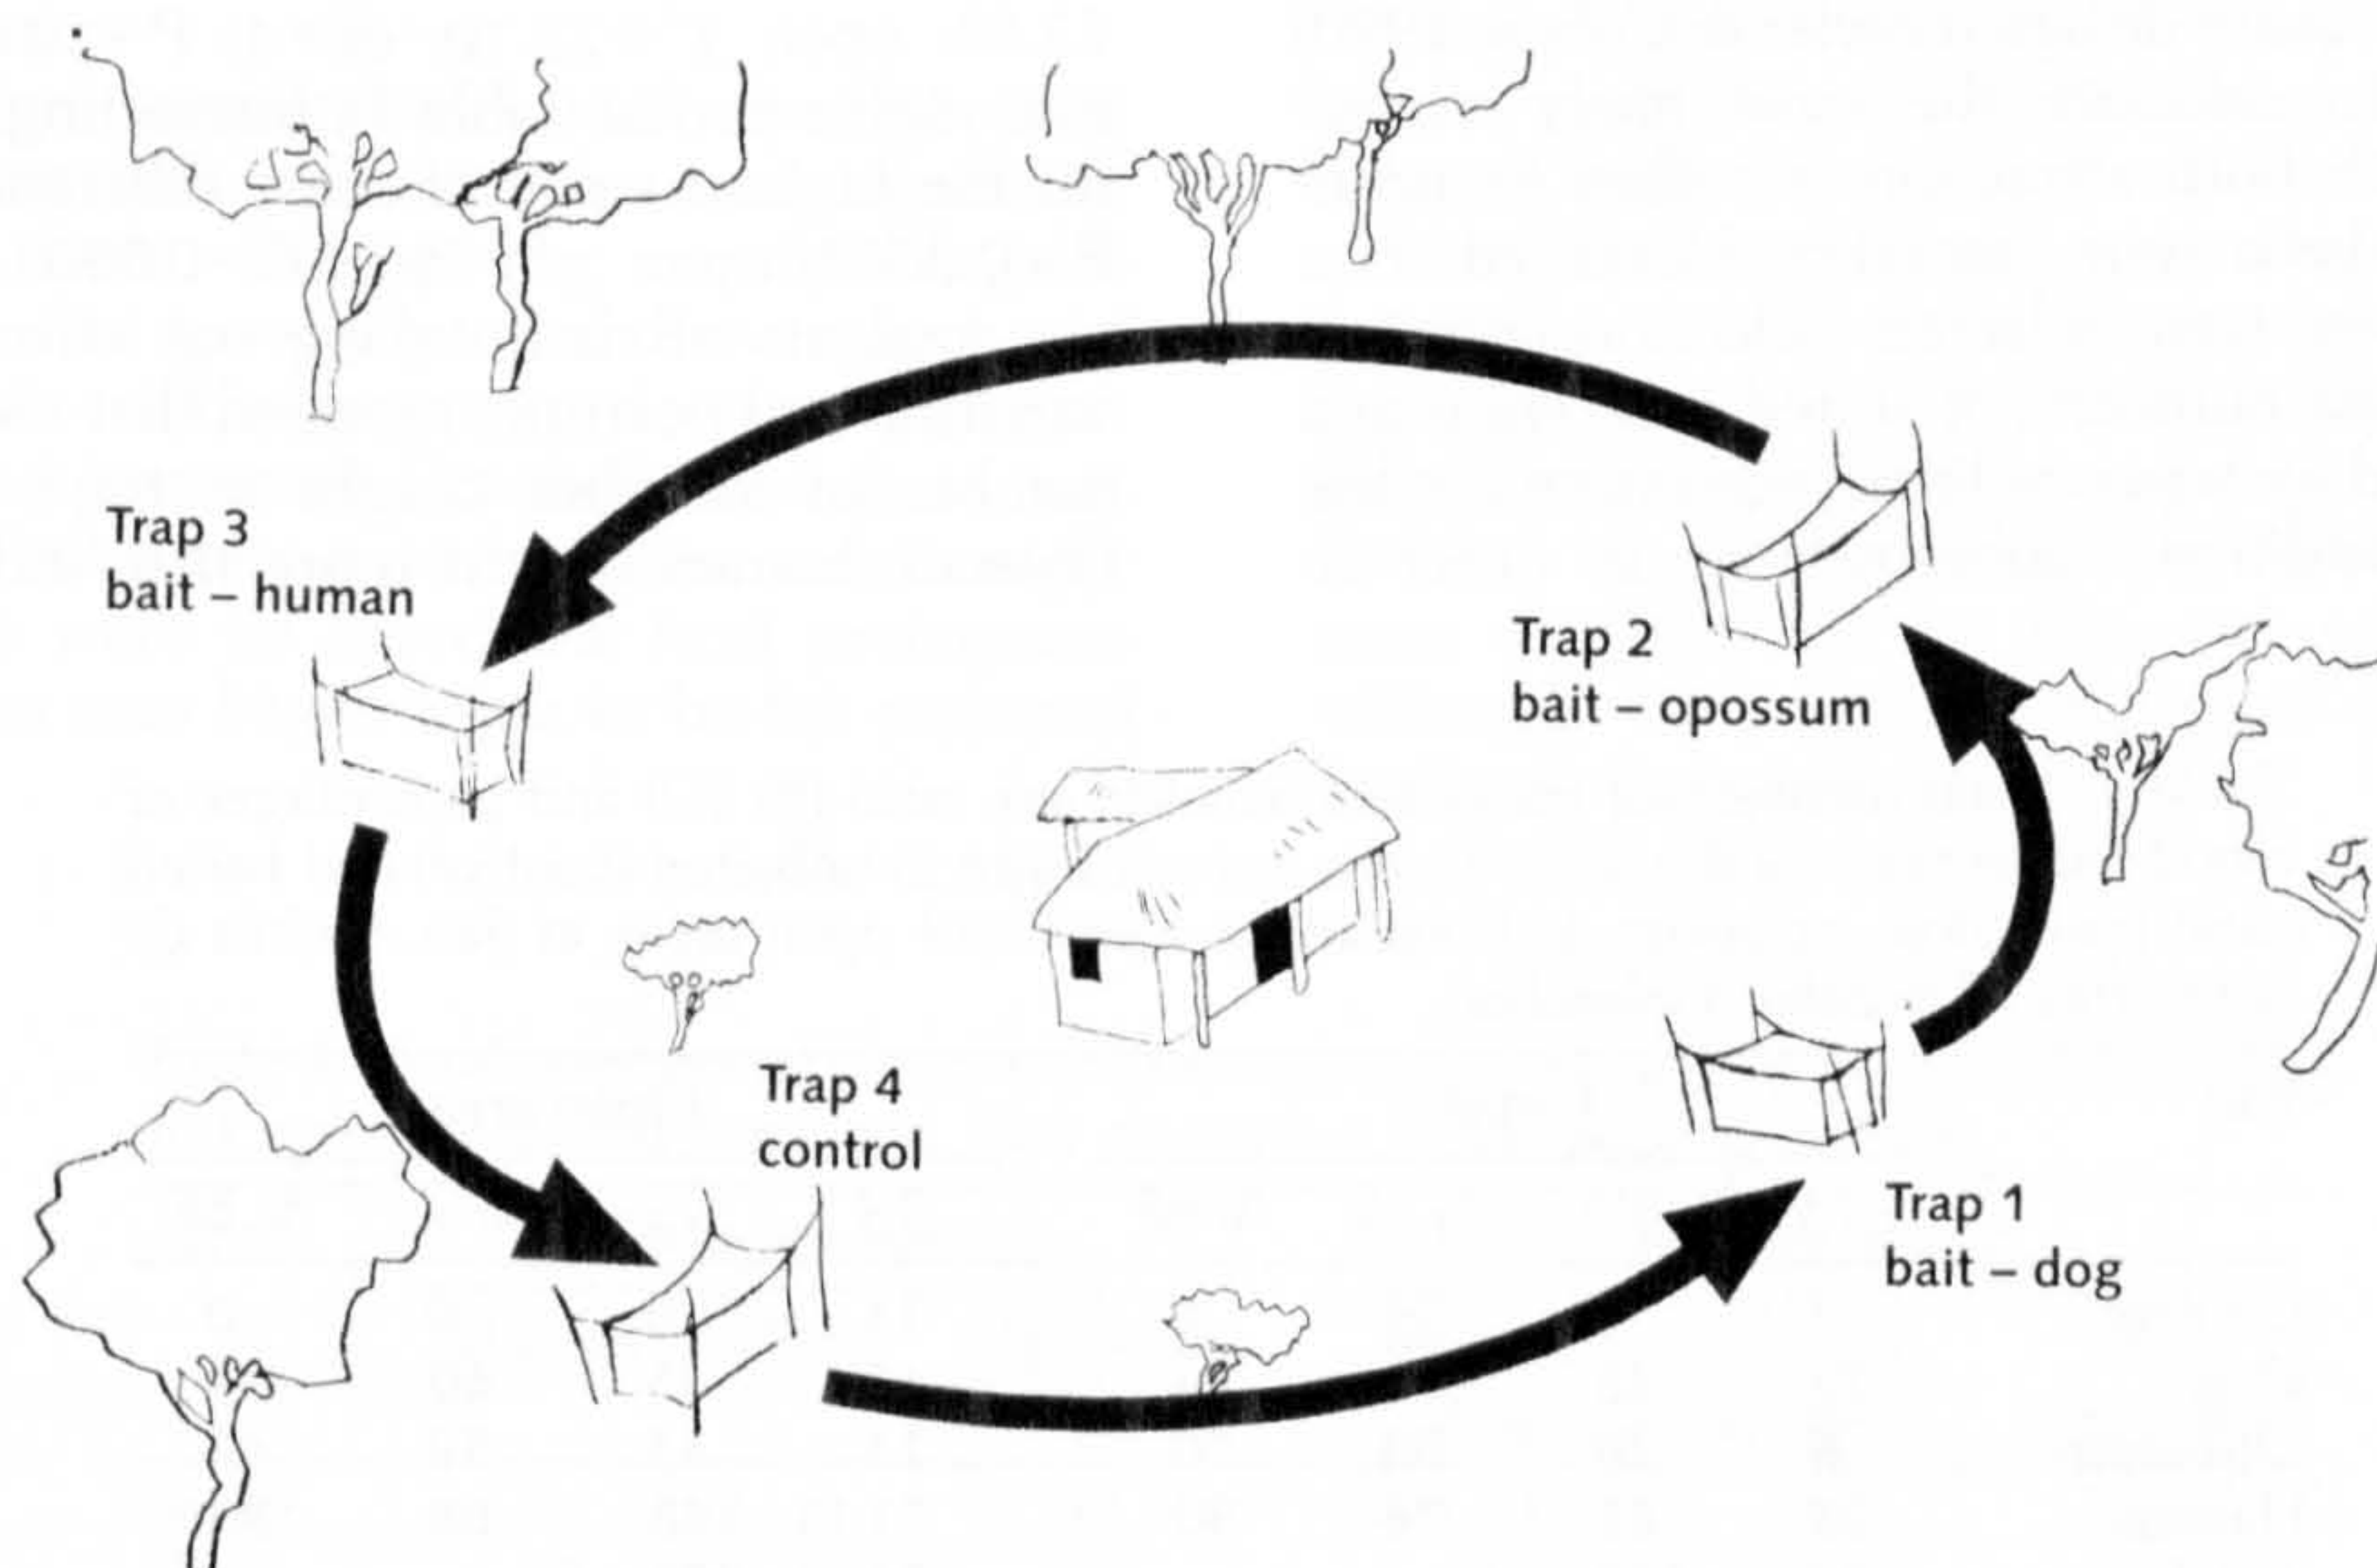 Trap 3
bait – human
Trap 2
bait – opossum
Trap 4
control
Trap 1
bait – dog